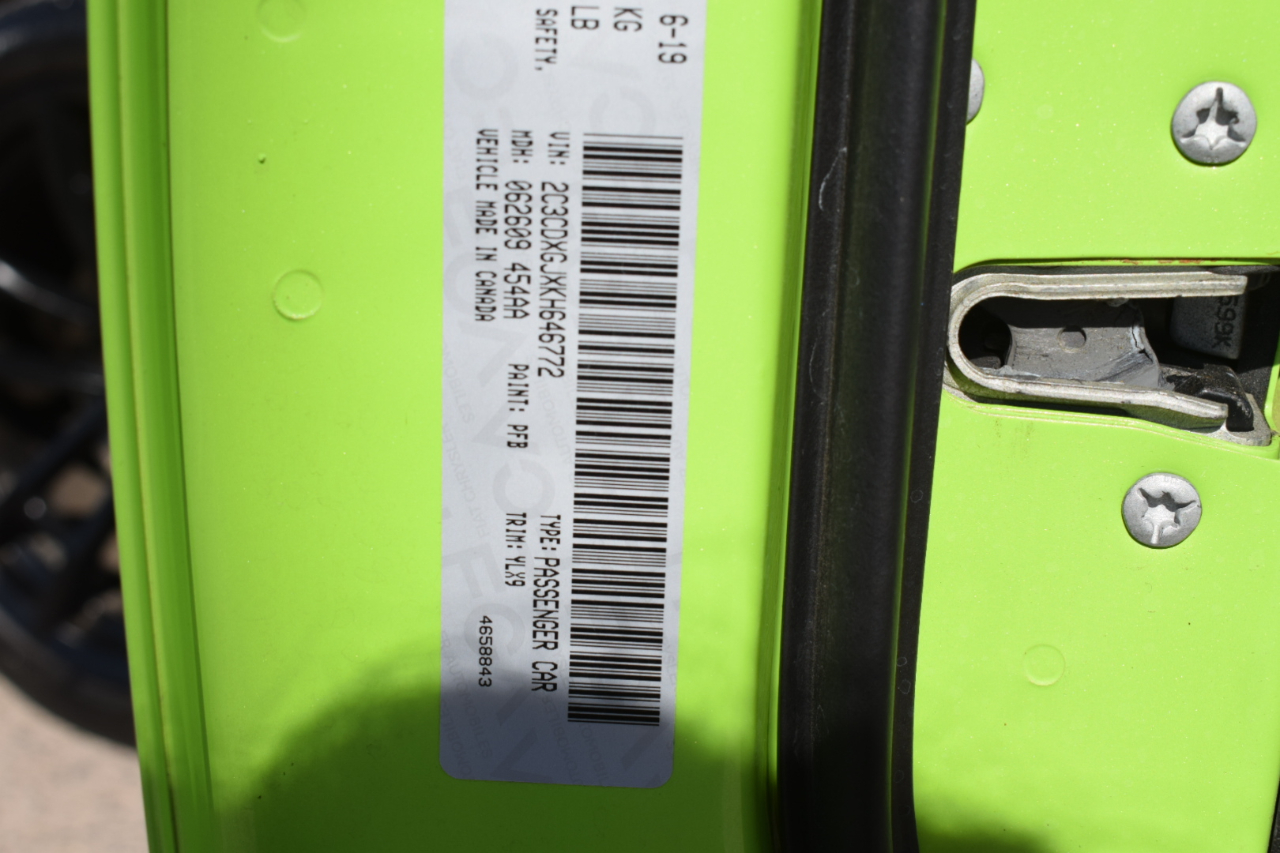 6-19
KG
LB
SAFETY,
VIN: 2C3CDXGJXKH646772 TYPE: PASSENGER CAR
MDH: 062609 454AA PAINT: PFB TRIM: YLX9
VEHICLE MADE IN CANADA 4658843
599K